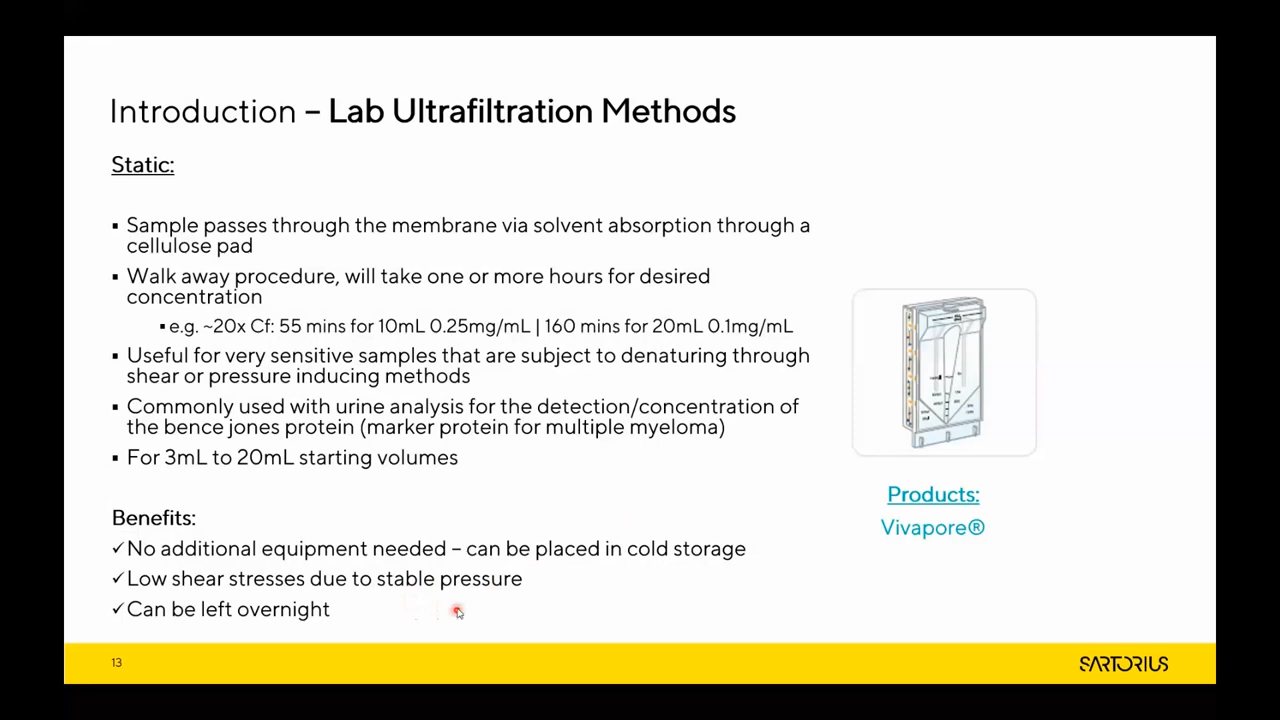 Introduction – Lab Ultrafiltration Methods
Static:
▪ Sample passes through the membrane via solvent absorption through a
cellulose pad
▪ Walk away procedure, will take one or more hours for desired
concentration
▪ e.g. ~20x Cf: 55 mins for 10mL 0.25mg/mL | 160 mins for 20mL 0.1mg/mL
▪ Useful for very sensitive samples that are subject to denaturing through
shear or pressure inducing methods
▪ Commonly used with urine analysis for the detection/concentration of
the bence jones protein (marker protein for multiple myeloma)
▪ For 3mL to 20mL starting volumes
Products:
Vivapore®
Benefits:
✓No additional equipment needed – can be placed in cold storage
✓Low shear stresses due to stable pressure
✓Can be left overnight
13
SARTORIUS